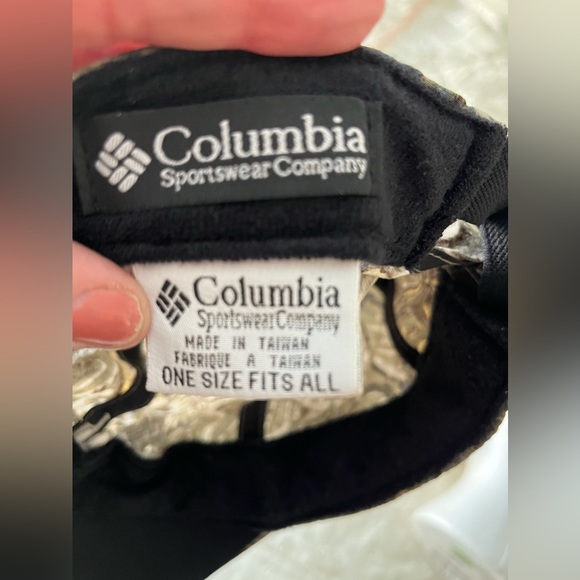 Columbia
Sportswear Company
Columbia
Sportswear Company
MADE IN TAIWAN
FABRIQUE A TAIWAN
ONE SIZE FITS ALL